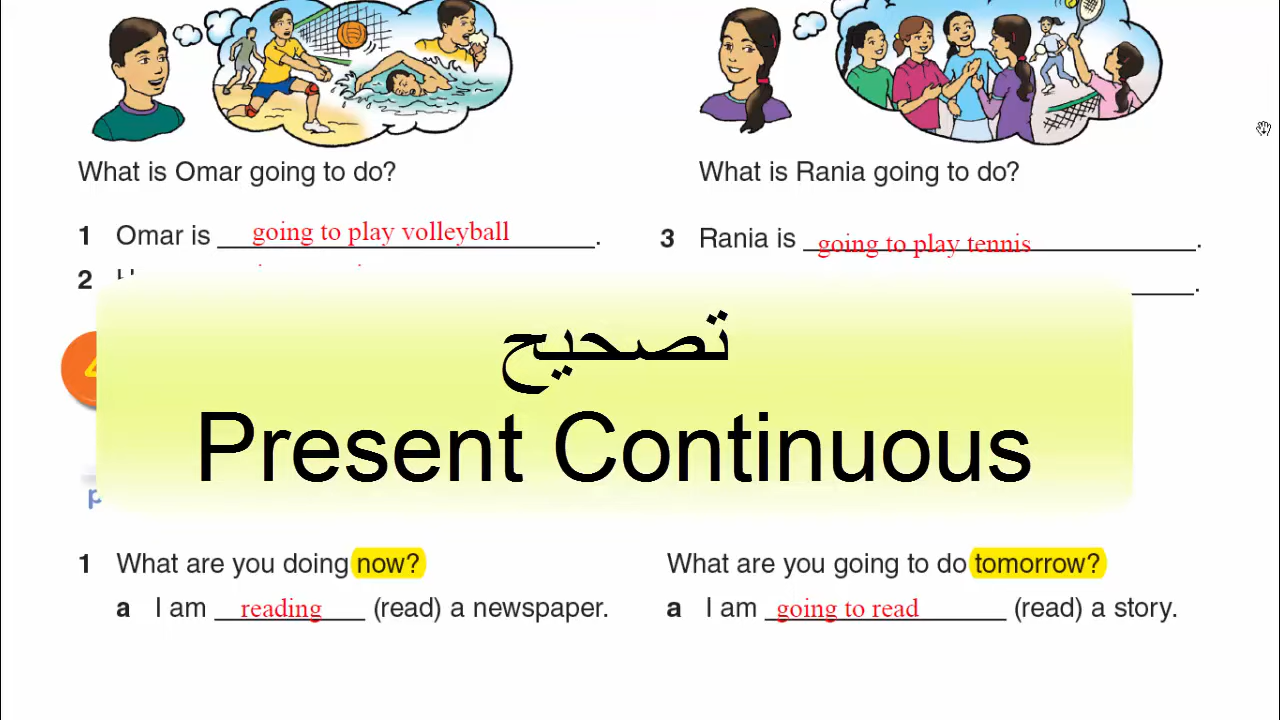 What is Omar going to do?
What is Rania going to do?
1 Omar is going to play volleyball.
3 Rania is going to play tennis.
2
تصحيح
Present Continuous
1 What are you doing now?
What are you going to do tomorrow?
a I am reading (read) a newspaper.
a I am going to read (read) a story.